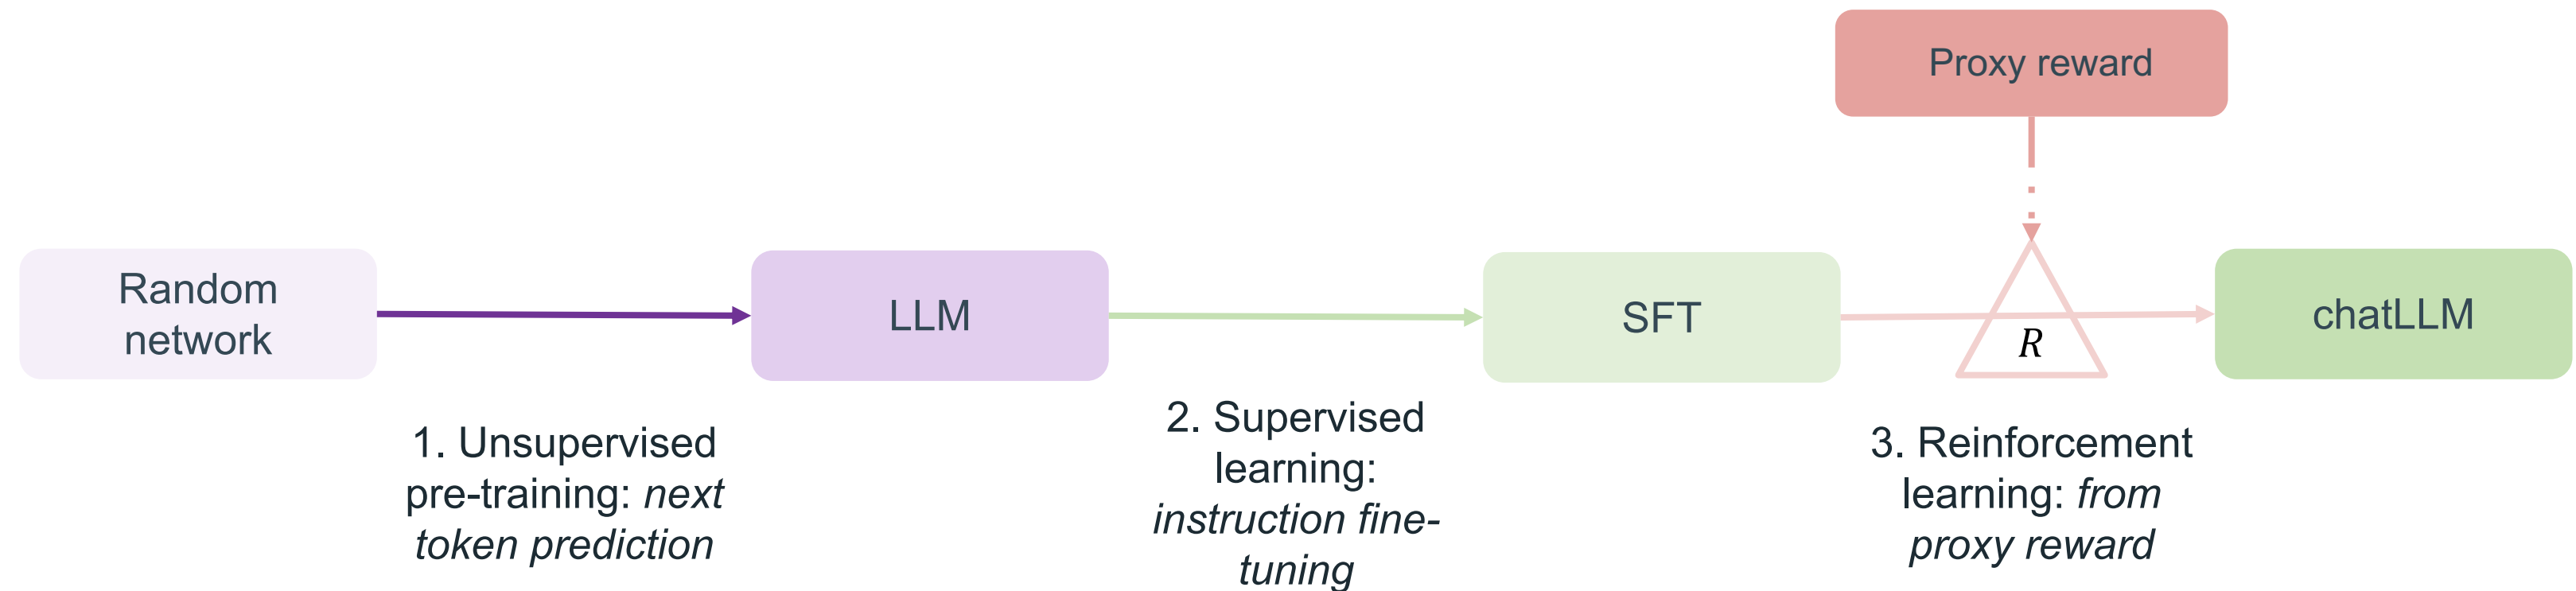 Proxy reward
Random
network
LLM
SFT
R
chatLLM
1. Unsupervised
pre-training: next
token prediction
2. Supervised
learning:
instruction fine-
tuning
3. Reinforcement
learning: from
proxy reward